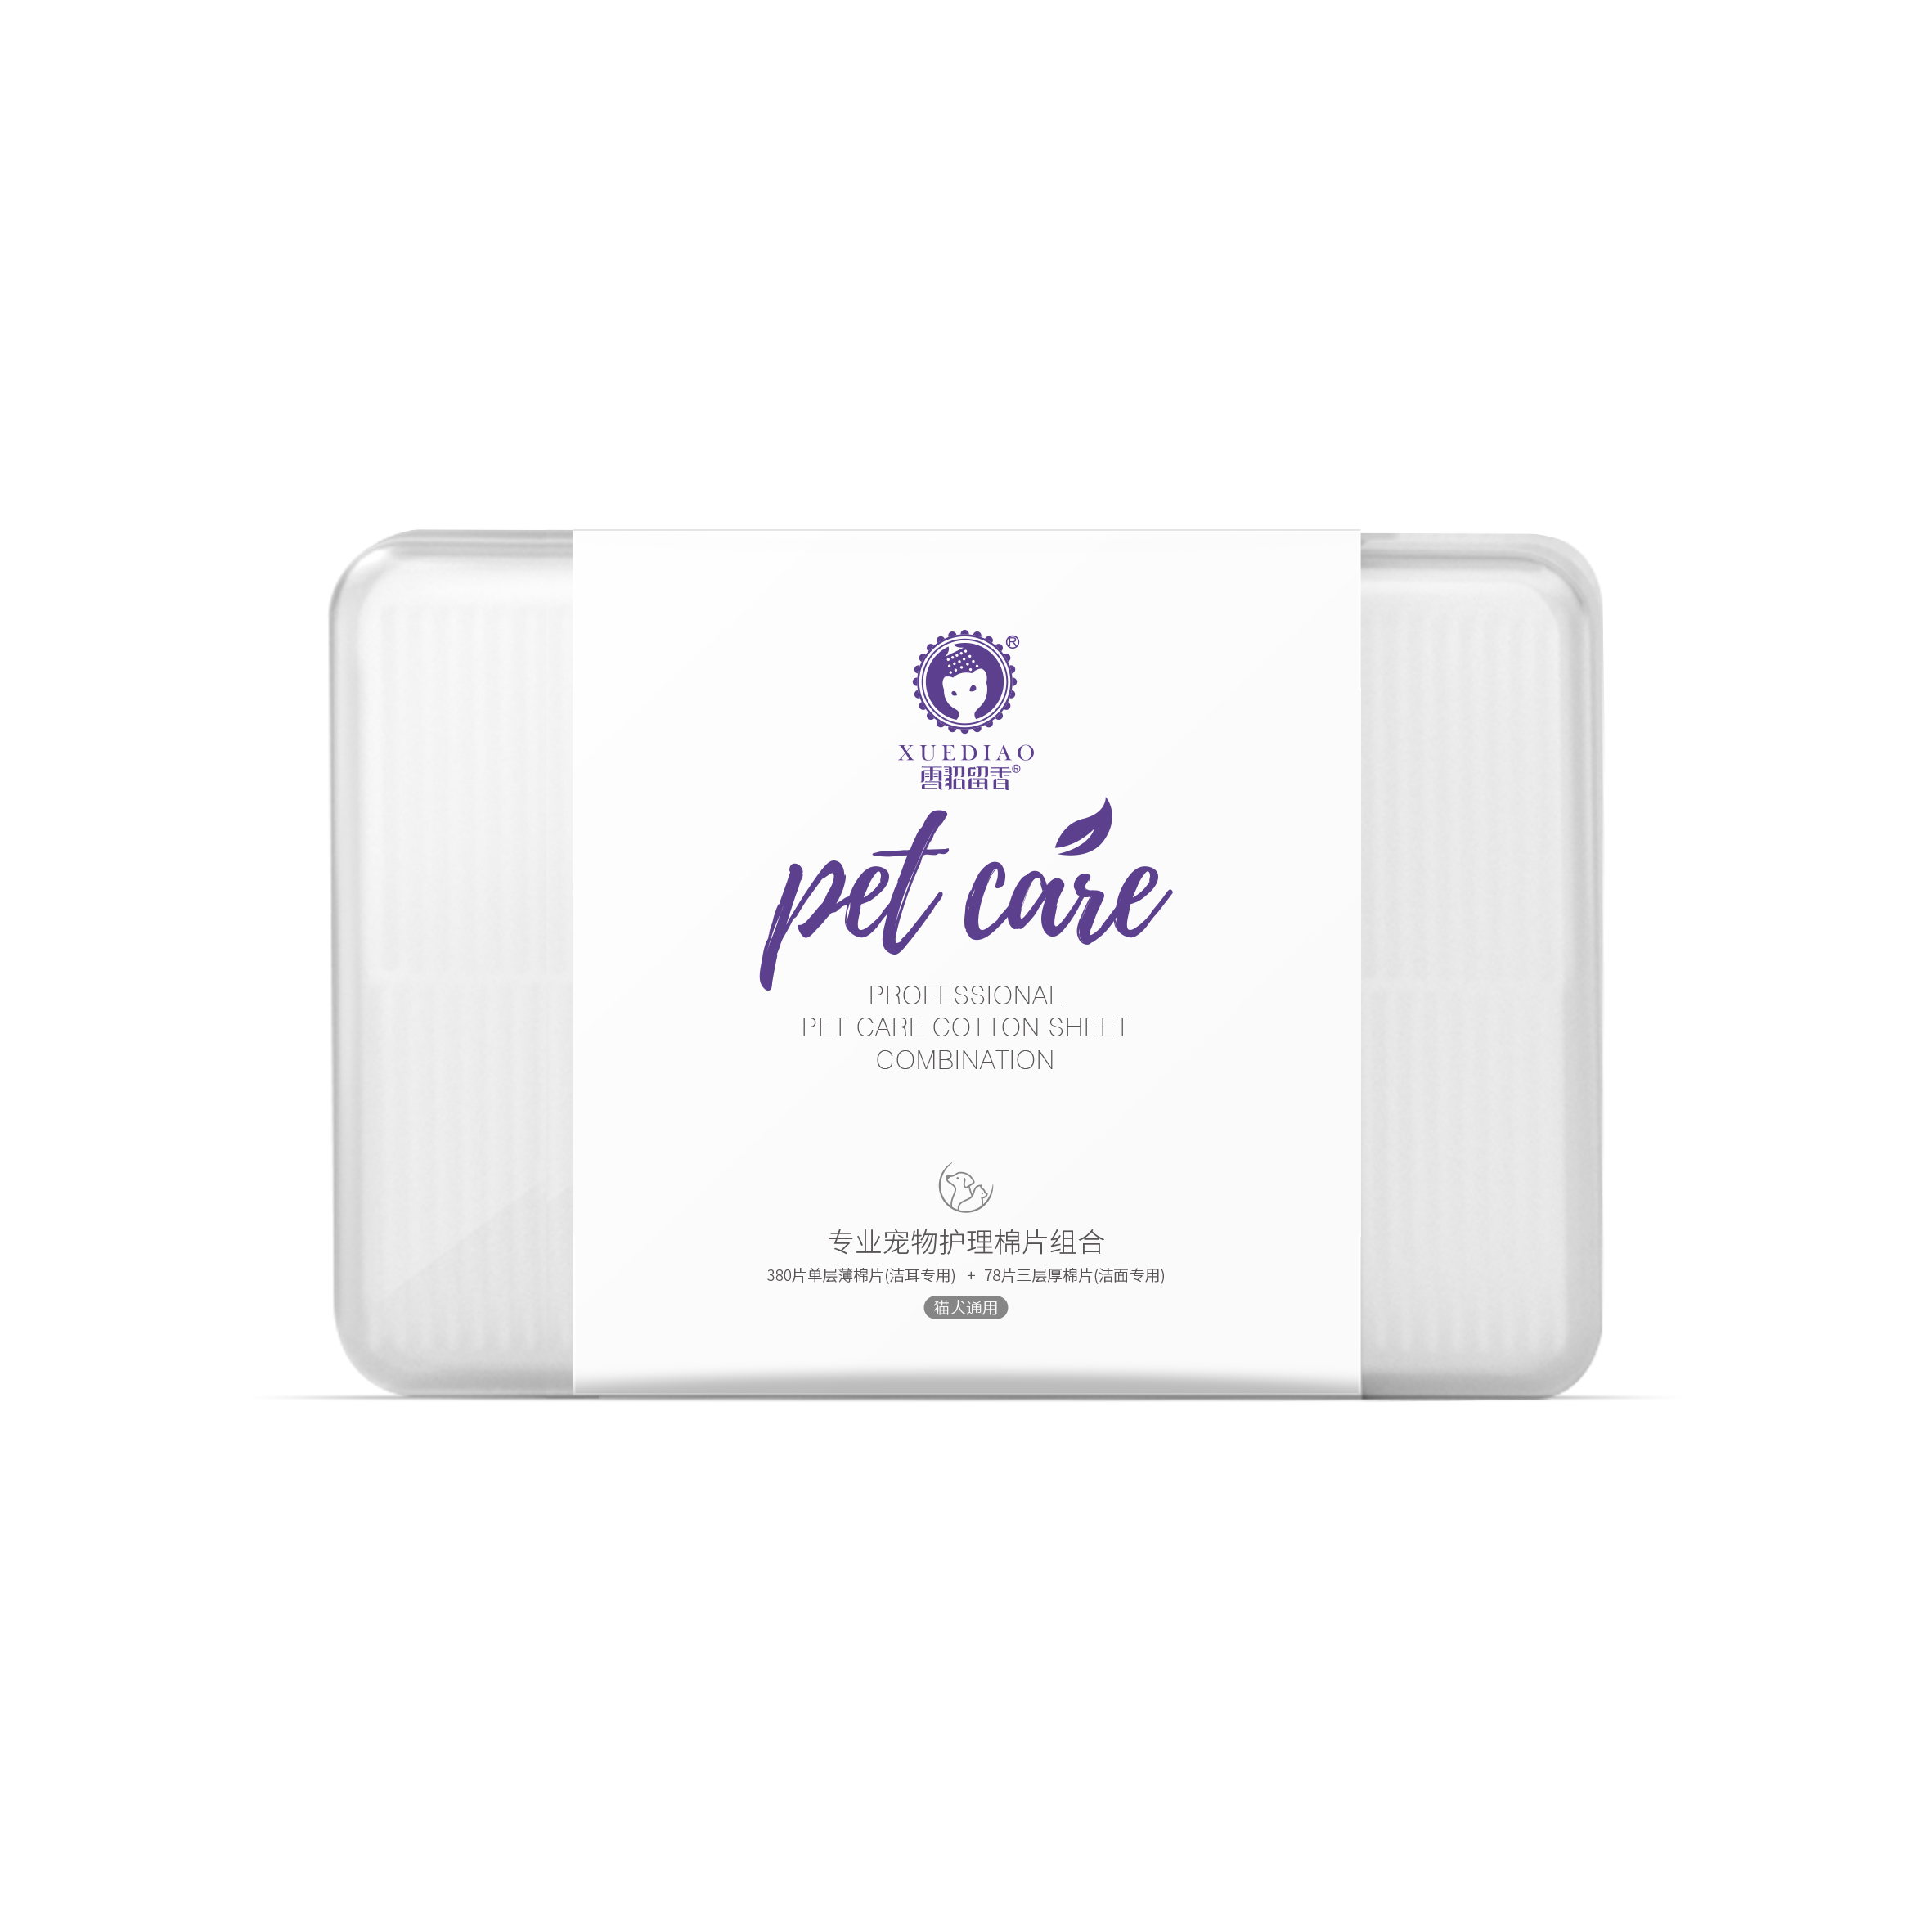 ®
XUEDIAO
雪貂留香®
pet care
PROFESSIONAL
PET CARE COTTON SHEET
COMBINATION
专业宠物护理棉片组合
380片单层薄棉片(洁耳专用) + 78片三层厚棉片(洁面专用)
猫犬通用